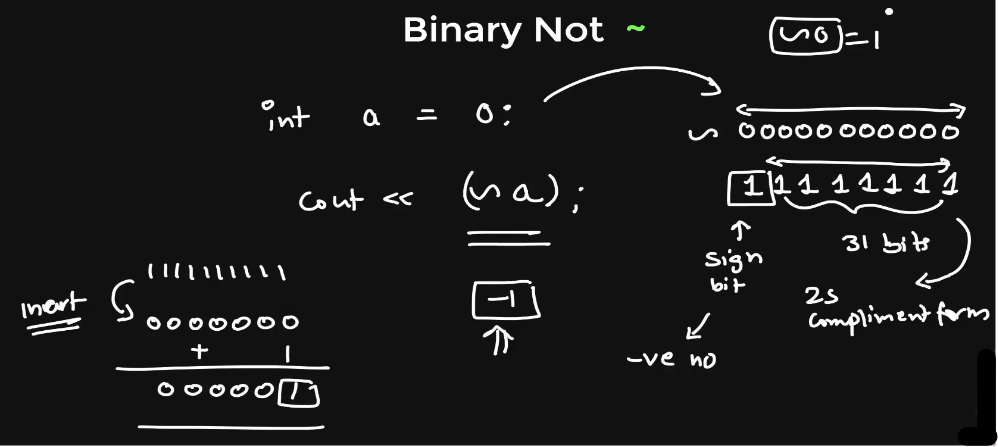 Binary Not ~
~0 = 1
int a = 0;
~ 00000000000
cout << (~a);
1 1 1 1 1 1 1 1
31 bits
sign
bit
2s
compliment form
-ve no
-1
1111111111
invert
0000000
+ 1
000001